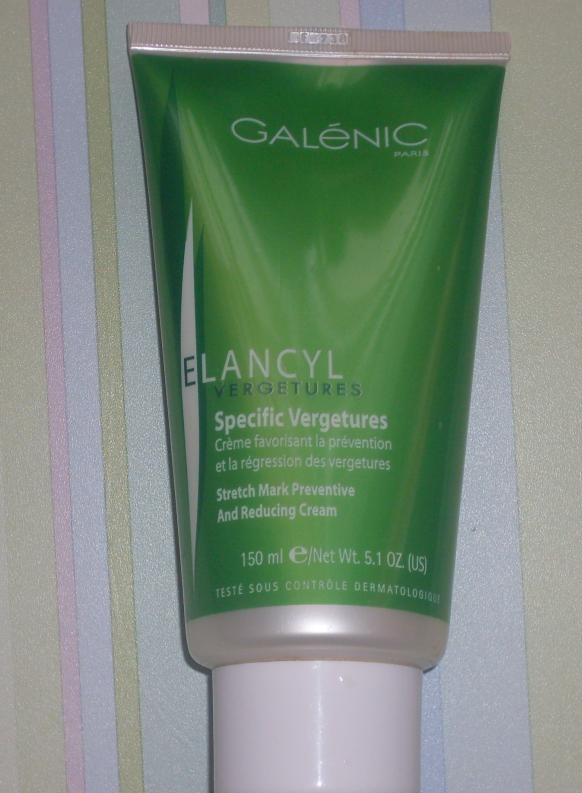 GALÉNIC
PARIS
ELANCYL
VERGETURES
Specific Vergetures
Crème favorisant la prévention
et la régression des vergetures
Stretch Mark Preventive
And Reducing Cream
150 ml e/Net Wt. 5.1 OZ. (US)
TESTÉ SOUS CONTRÔLE DERMATOLOGIQUE